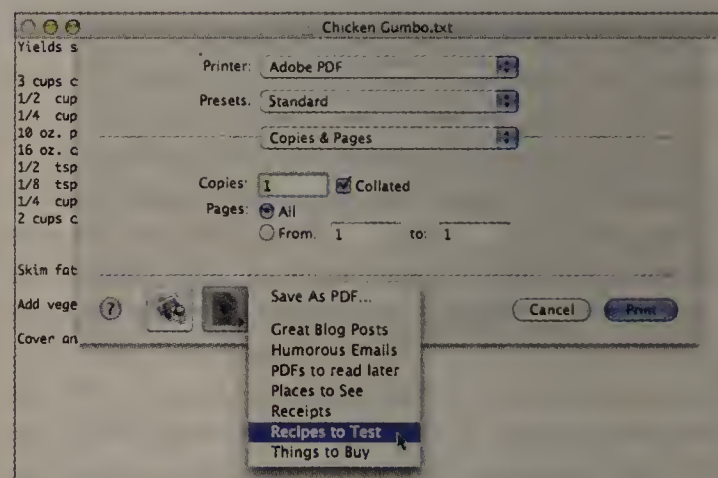 Chicken Gumbo.txt
Yields s
3 cups c
1/2 cup
1/4 cup
10 oz. p
16 oz. c
1/2 tsp
1/8 tsp
1/4 cup
2 cups c
Skim fat
Add vege
Cover an
Printer: Adobe PDF
Presets. Standard
Copies & Pages
Copies: 1 Collated
Pages: All
From. 1 to: 1
?
Cancel Print
Save As PDF...
Great Blog Posts
Humorous Emails
PDFs to read later
Places to See
Receipts
Recipes to Test
Things to Buy